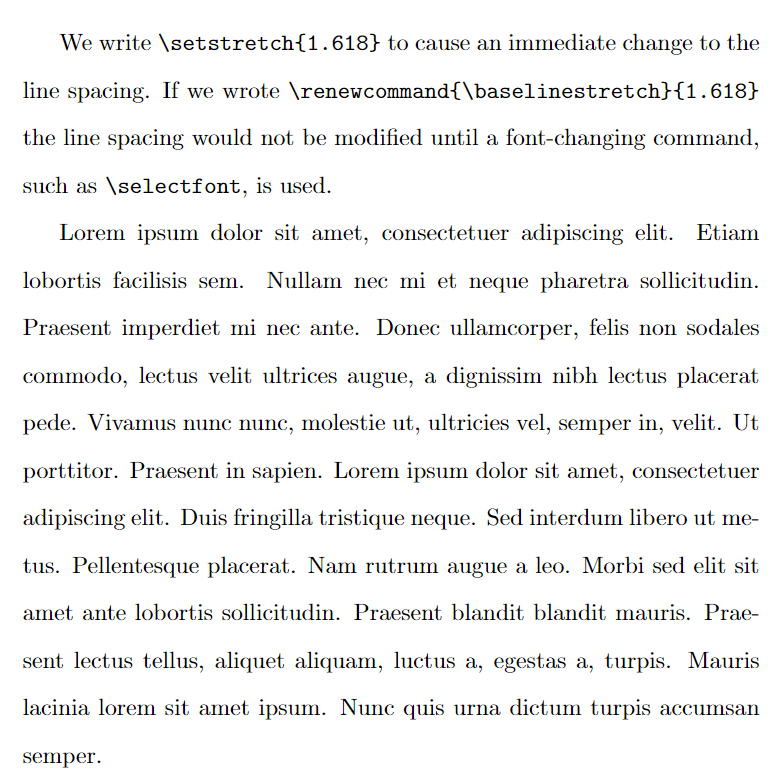 We write \setstretch{1.618} to cause an immediate change to the
line spacing. If we wrote \renewcommand{\baselinestretch}{1.618}
the line spacing would not be modified until a font-changing command,
such as \selectfont, is used.
Lorem ipsum dolor sit amet, consectetuer adipiscing elit. Etiam
lobortis facilisis sem. Nullam nec mi et neque pharetra sollicitudin.
Praesent imperdiet mi nec ante. Donec ullamcorper, felis non sodales
commodo, lectus velit ultrices augue, a dignissim nibh lectus placerat
pede. Vivamus nunc nunc, molestie ut, ultricies vel, semper in, velit. Ut
porttitor. Praesent in sapien. Lorem ipsum dolor sit amet, consectetuer
adipiscing elit. Duis fringilla tristique neque. Sed interdum libero ut me-
tus. Pellentesque placerat. Nam rutrum augue a leo. Morbi sed elit sit
amet ante lobortis sollicitudin. Praesent blandit blandit mauris. Prae-
sent lectus tellus, aliquet aliquam, luctus a, egestas a, turpis. Mauris
lacinia lorem sit amet ipsum. Nunc quis urna dictum turpis accumsan
semper.